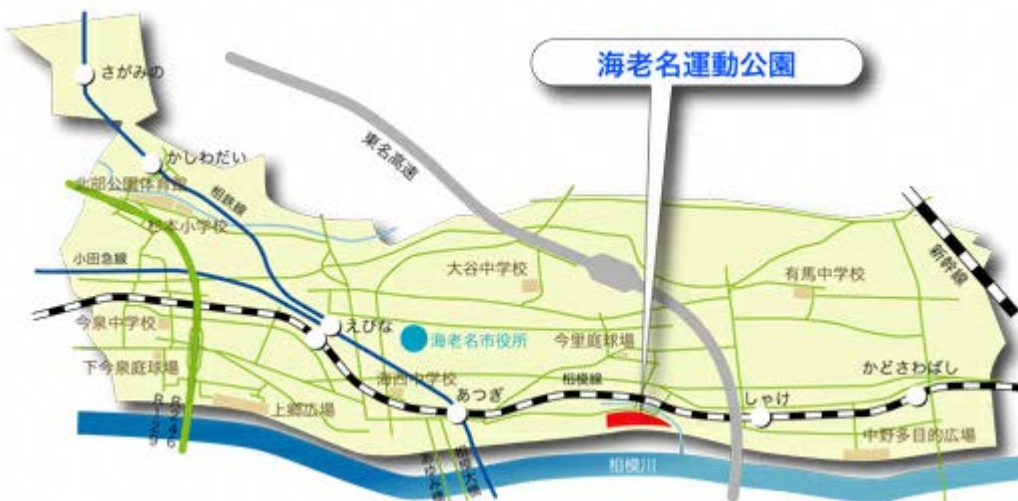 海老名運動公園
さがみの
東名高速
かしわだい
北部公園体育館
相鉄線
杉本小学校
小田急線
大谷中学校
有馬中学校
新幹線
今泉中学校
えびな
海老名市役所
今里庭球場
下今泉庭球場
海西中学校
相模線
かどさわばし
あつぎ
上郷広場
しゃけ
R246
R129
中野多目的広場
相模川